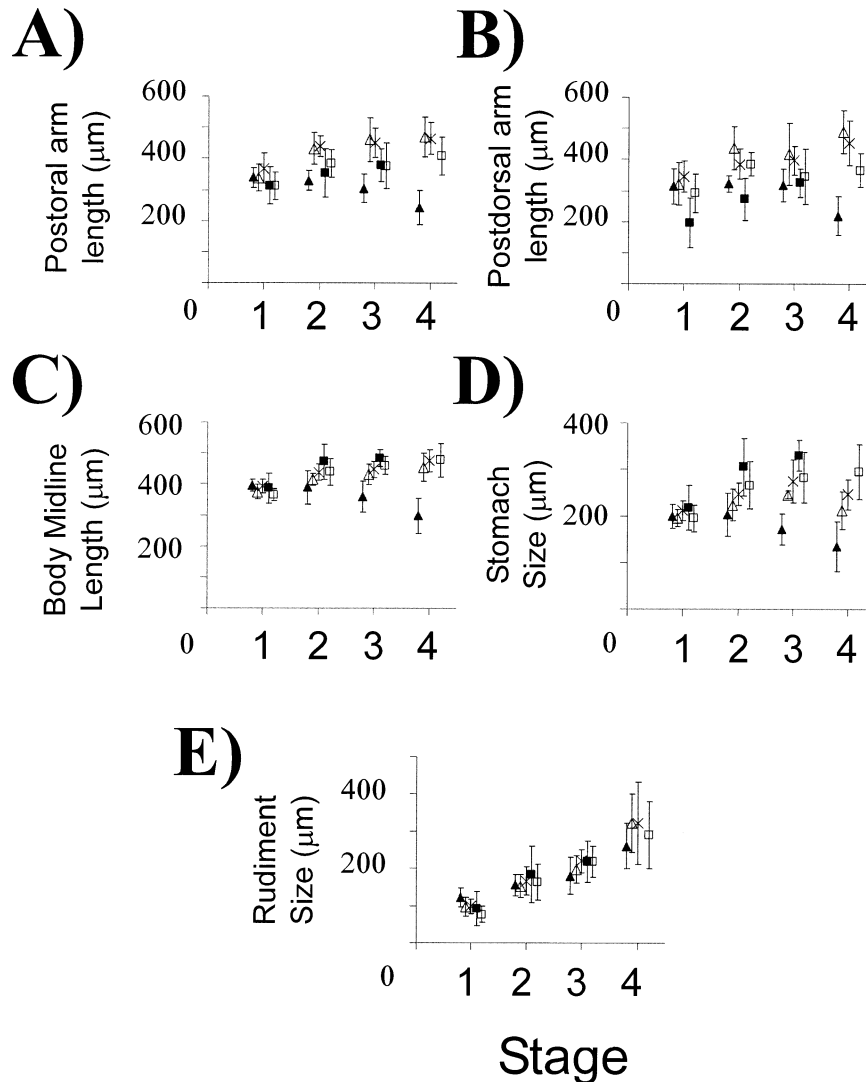 A)
Postoral arm
length (μm)
600
400
200
0
1 2 3 4
B)
Postdorsal arm
length (μm)
600
400
200
0
1 2 3 4
C)
Body Midline
Length (μm)
600
400
200
0
1 2 3 4
D)
Stomach
Size (μm)
400
200
0
1 2 3 4
E)
Rudiment
Size (μm)
400
200
0
1 2 3 4
Stage